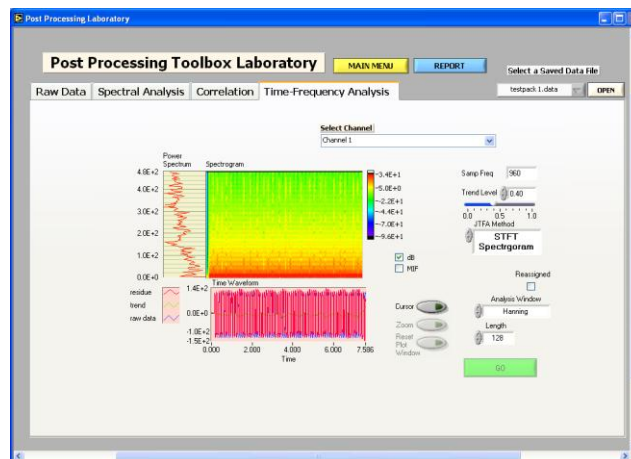 Post Processing Laboratory
Post Processing Toolbox Laboratory
MAIN MENU
REPORT
Select a Saved Data File
testpack 1.data
OPEN
Raw Data
Spectral Analysis
Correlation
Time-Frequency Analysis
Select Channel
Channel 1
Power
Spectrum
Spectrogram
4.8E+2
4.0E+2
3.0E+2
2.0E+2
1.0E+2
0.0E+0
-3.4E+1
-5.0E+0
-2.2E+1
-4.4E+1
-7.0E+1
-9.6E+1
Samp Freq
960
Trend Level
0.40
0.0
0.5
1.0
JTFA Method
STFT
Spectrgoram
dB
MIF
Reassigned
Analysis Window
Hanning
Length
128
GO
Time Waveform
residue
trend
raw data
1.4E+2
0.0E+0
-1.0E+2
-1.5E+2
0.000
2.000
4.000
6.000
7.586
Time
Cursor
Zoom
Reset
Plot
Window